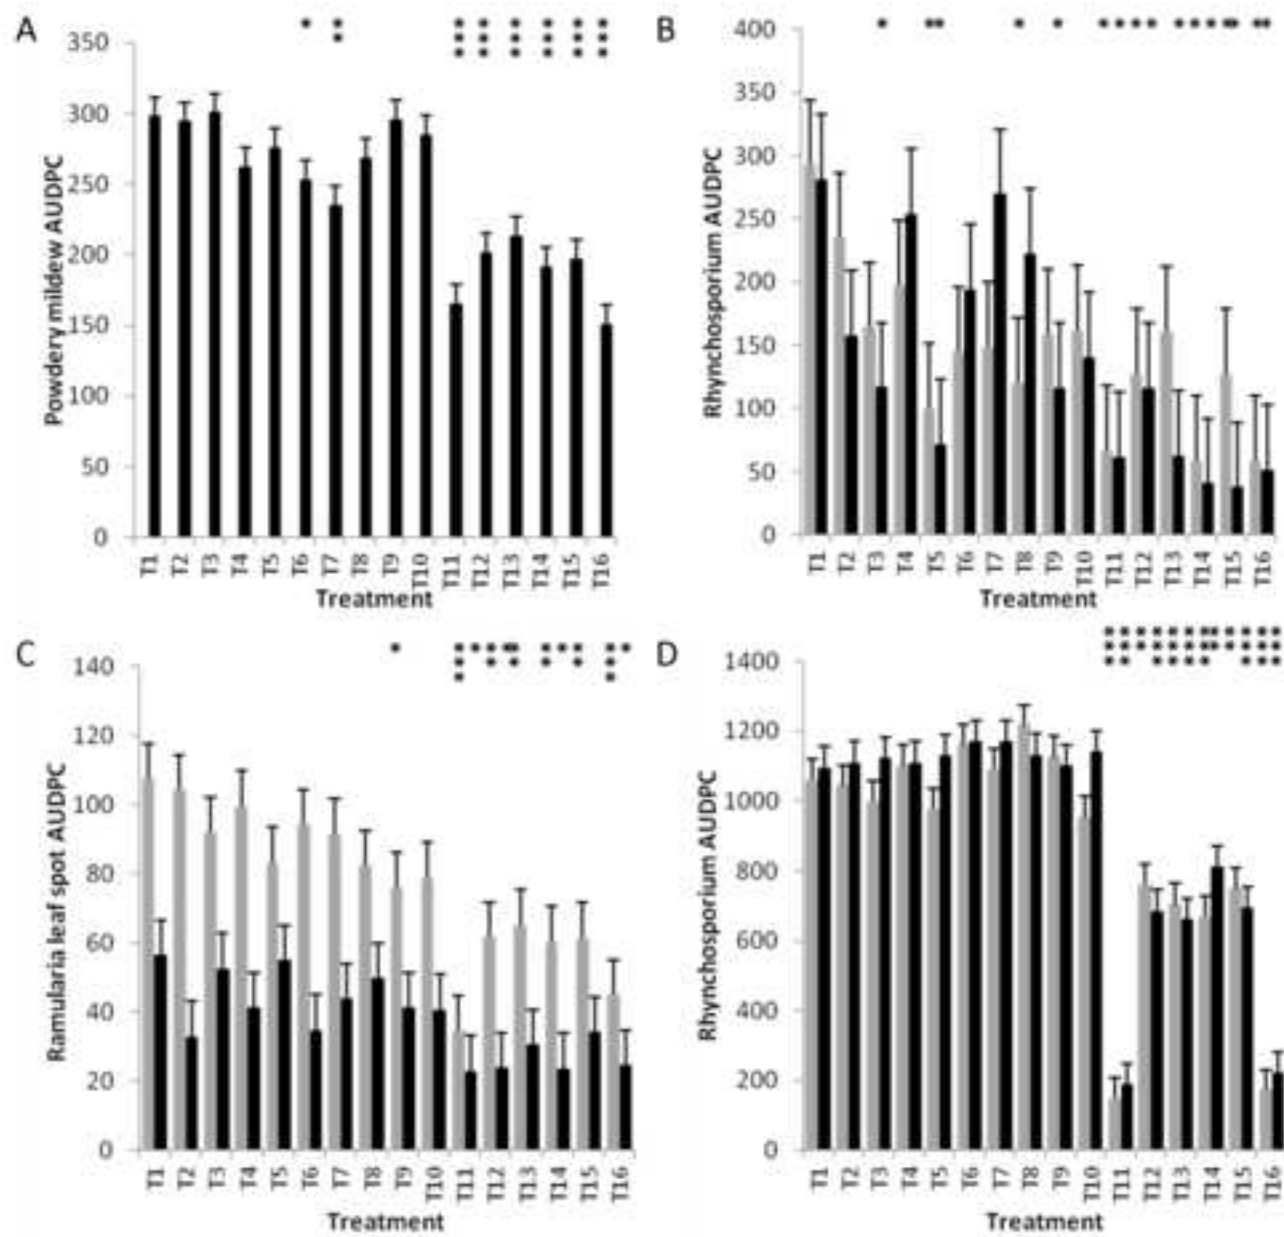 A
Powdery mildew AUDPC
350
300
250
200
150
100
50
0
* ** *** *** *** *** *** ***
T1 T2 T3 T4 T5 T6 T7 T8 T9 T10 T11 T12 T13 T14 T15 T16
Treatment
B
Rhynchosporium AUDPC
400
350
300
250
200
150
100
50
0
* * * * * * * * * * * * * * * * *
T1 T2 T3 T4 T5 T6 T7 T8 T9 T10 T11 T12 T13 T14 T15 T16
Treatment
C
Ramularia leaf spot AUDPC
140
120
100
80
60
40
20
0
T1 T2 T3 T4 T5 T6 T7 T8 T9 T10 T11 T12 T13 T14 T15 T16
Treatment
D
Rhynchosporium AUDPC
1400
1200
1000
800
600
400
200
0
T1 T2 T3 T4 T5 T6 T7 T8 T9 T10 T11 T12 T13 T14 T15 T16
Treatment